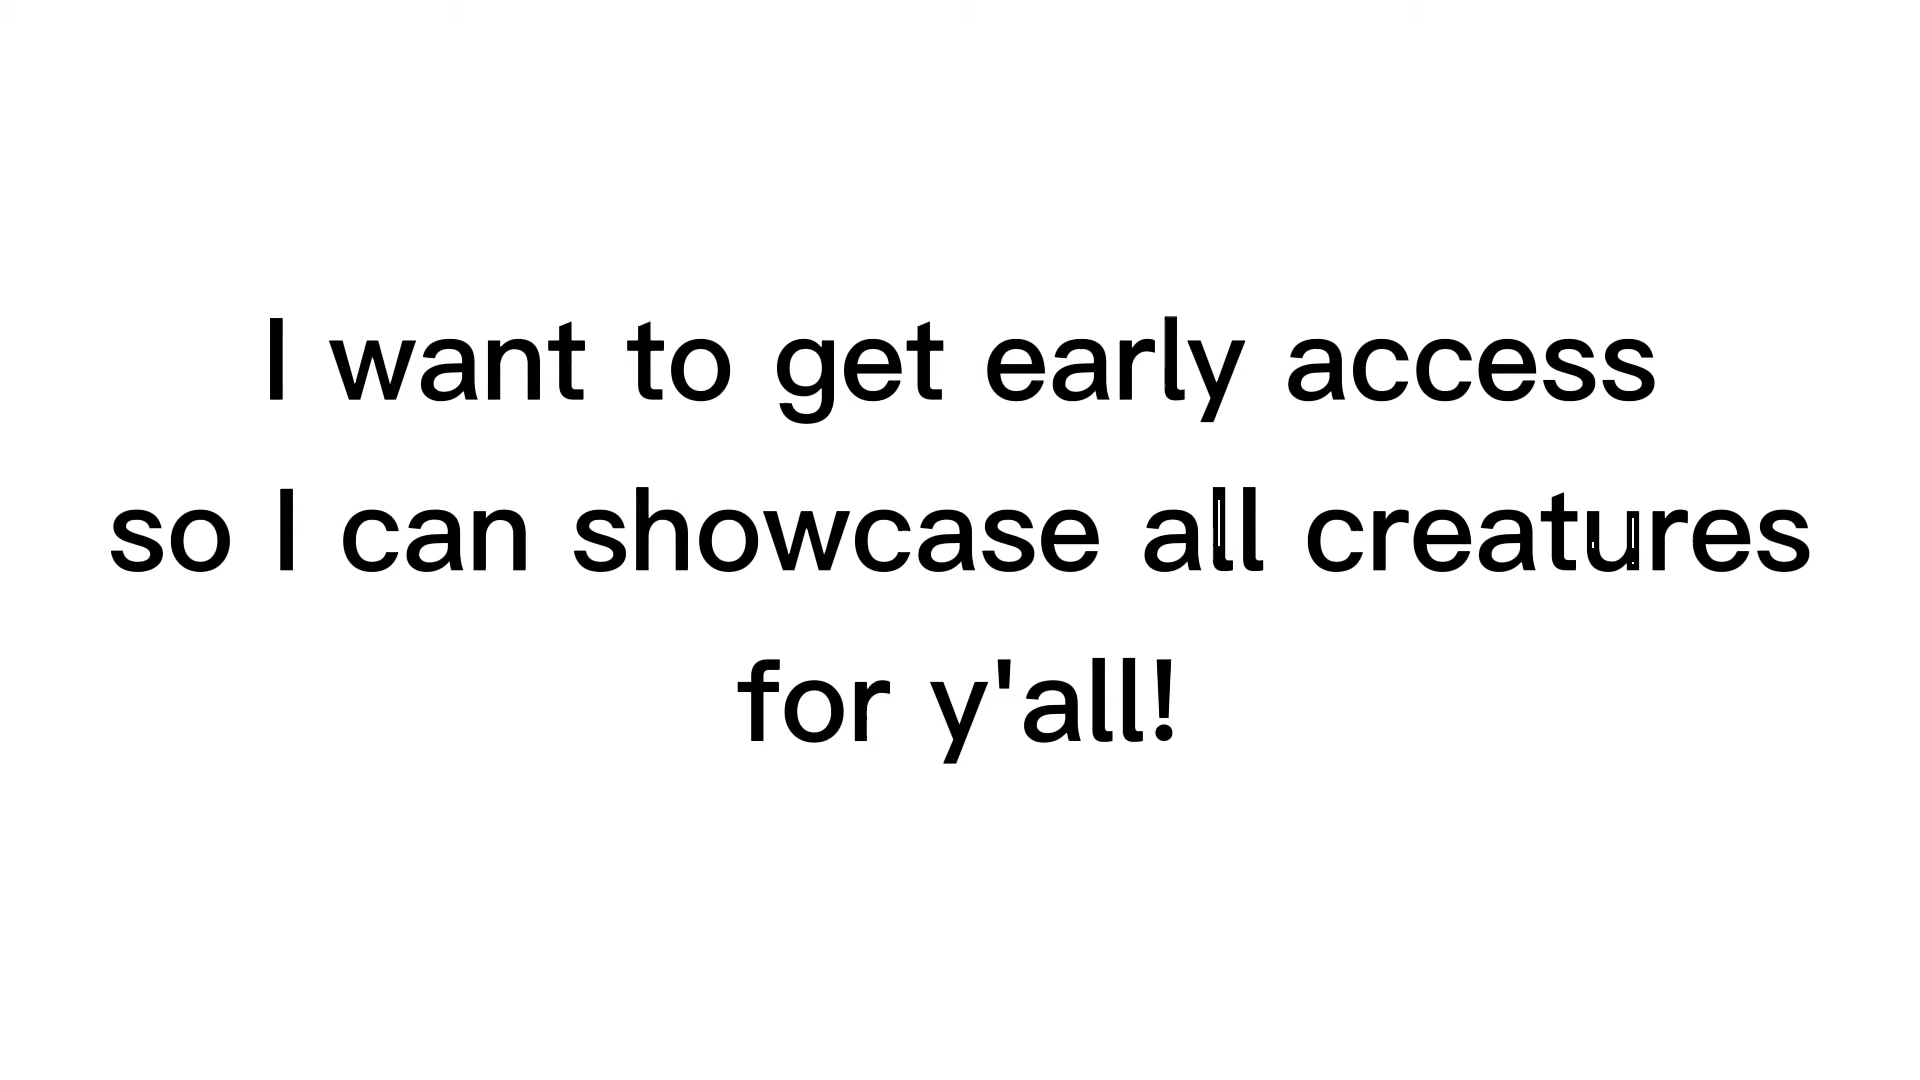 I want to get early access
so I can showcase all creatures
for y'all!